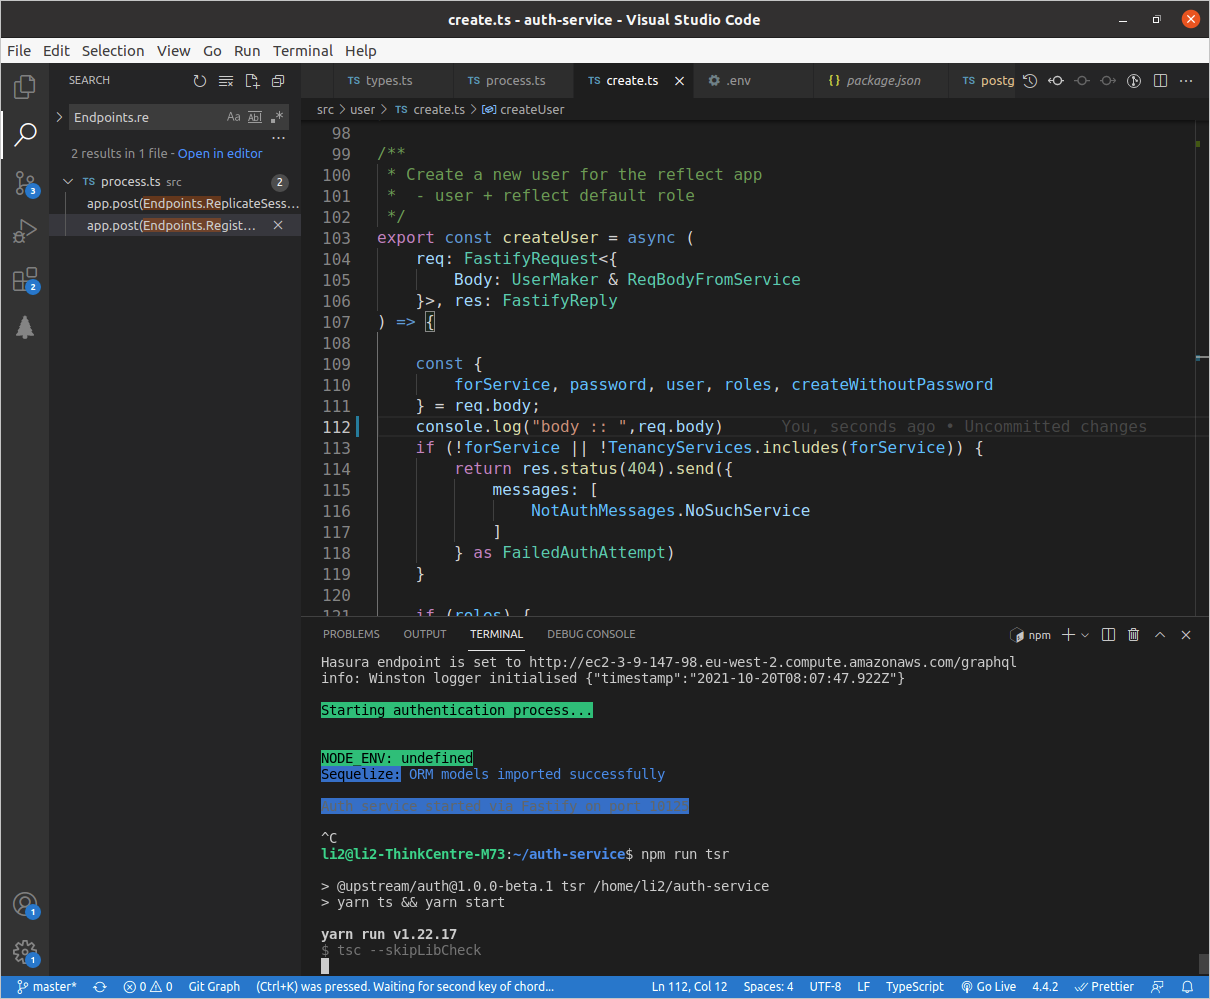 create.ts - auth-service - Visual Studio Code
File Edit Selection View Go Run Terminal Help
SEARCH
Endpoints.re
Aa Abl .*
2 results in 1 file - Open in editor
TS process.ts src 2
app.post(Endpoints.ReplicateSess...
app.post(Endpoints.Regist...
TS types.ts TS process.ts TS create.ts .env {} package.json TS postg
src > user > TS create.ts > createUser
98
99 /**
100 * Create a new user for the reflect app
101 *  - user + reflect default role
102 */
103 export const createUser = async (
104 req: FastifyRequest<{
105 Body: UserMaker & ReqBodyFromService
106 }>, res: FastifyReply
107 ) => {
108
109 const {
110 forService, password, user, roles, createWithoutPassword
111 } = req.body;
112 console.log("body :: ",req.body) You, seconds ago • Uncommitted changes
113 if (!forService || !TenancyServices.includes(forService)) {
114 return res.status(404).send({
115 messages: [
116 NotAuthMessages.NoSuchService
117 ]
118 } as FailedAuthAttempt)
119 }
120
121 if (roles) {
PROBLEMS OUTPUT TERMINAL DEBUG CONSOLE
npm
Hasura endpoint is set to http://ec2-3-9-147-98.eu-west-2.compute.amazonaws.com/graphql
info: Winston logger initialised {"timestamp":"2021-10-20T08:07:47.922Z"}
Starting authentication process...
NODE_ENV: undefined
Sequelize: ORM models imported successfully
Auth service started via Fastify on port
^C
li2@li2-ThinkCentre-M73:~/auth-service$ npm run tsr
> @upstream/auth@1.0.0-beta.1 tsr /home/li2/auth-service
> yarn ts && yarn start
yarn run v1.22.17
$ tsc --skipLibCheck
3
2
1
1
master* 0 0 Git Graph (Ctrl+K) was pressed. Waiting for second key of chord... Ln 112, Col 12 Spaces: 4 UTF-8 LF TypeScript Go Live 4.4.2 Prettier